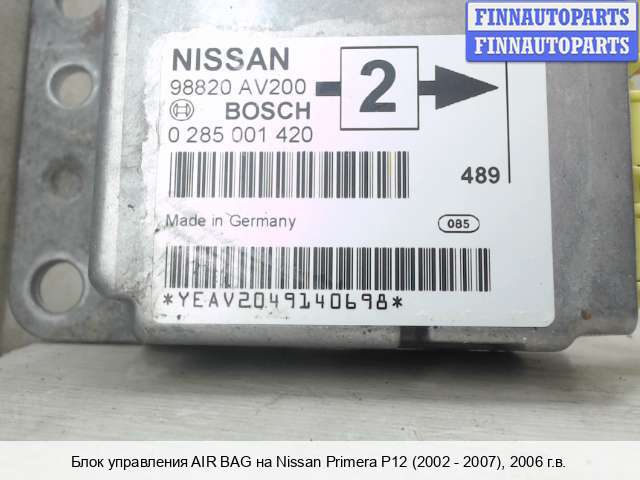 FINNAUTOPARTS
FINNAUTOPARTS
NISSAN
98820 AV200
2
BOSCH
0 285 001 420
489
Made in Germany
085
*YEAV2049140698*
Блок управления AIR BAG на Nissan Primera P12 (2002 - 2007), 2006 г.в.